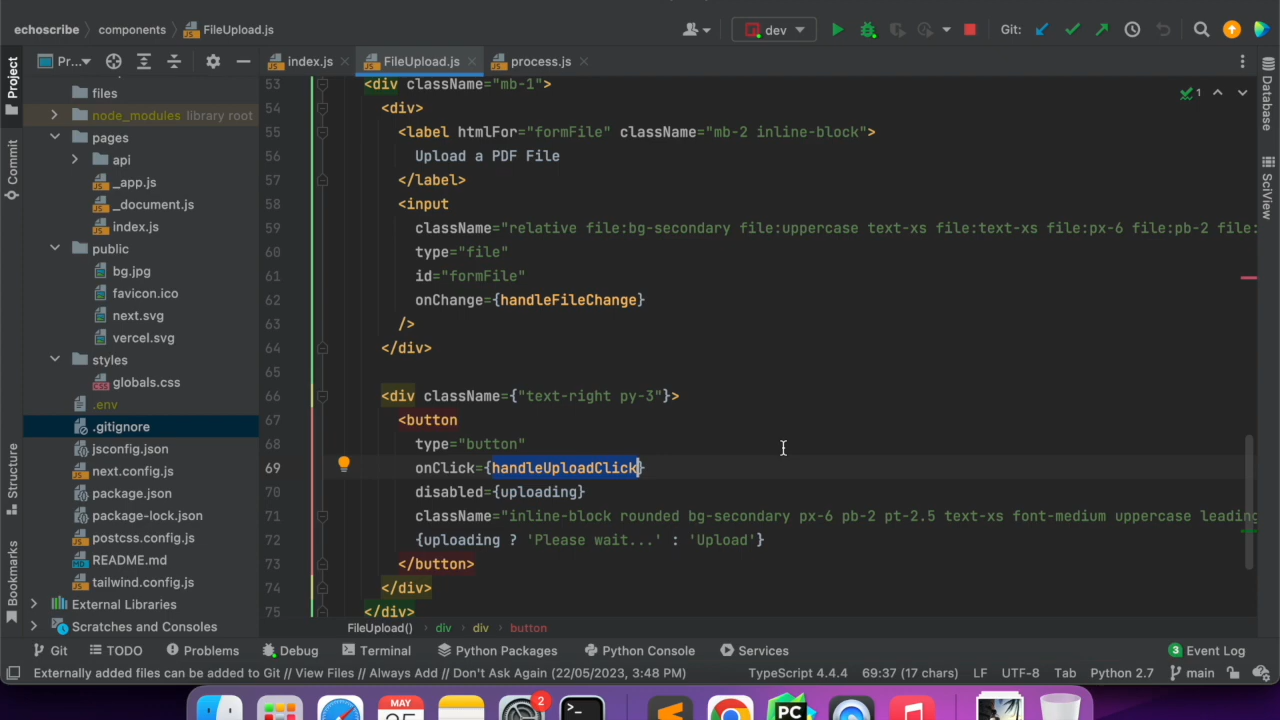 echoscribe
components
FileUpload.js
dev
Git:
Project
Pr...
index.js
FileUpload.js
process.js
files
node_modules library root
pages
api
_app.js
_document.js
index.js
public
bg.jpg
favicon.ico
next.svg
vercel.svg
styles
globals.css
.env
.gitignore
jsconfig.json
next.config.js
package.json
package-lock.json
postcss.config.js
README.md
tailwind.config.js
External Libraries
Scratches and Consoles
Commit
Structure
Bookmarks
53 <div className="mb-1">
54 <div>
55 <label htmlFor="formFile" className="mb-2 inline-block">
56 Upload a PDF File
57 </label>
58 <input
59 className="relative file:bg-secondary file:uppercase text-xs file:text-xs file:px-6 file:pb-2 file:
60 type="file"
61 id="formFile"
62 onChange={handleFileChange}
63 />
64 </div>
65
66 <div className={"text-right py-3"}>
67 <button
68 type="button"
69 onClick={handleUploadClick}
70 disabled={uploading}
71 className="inline-block rounded bg-secondary px-6 pb-2 pt-2.5 text-xs font-medium uppercase leading
72 {uploading ? 'Please wait...' : 'Upload'}
73 </button>
74 </div>
75 </div>
1
Database
SciView
FileUpload() div div button
Git TODO Problems Debug Terminal Python Packages Python Console Services 3 Event Log
Externally added files can be added to Git // View Files // Always Add // Don't Ask Again (22/05/2023, 3:48 PM) TypeScript 4.4.4 69:37 (17 chars) LF UTF-8 Tab Python 2.7 main
MAY
2
PC